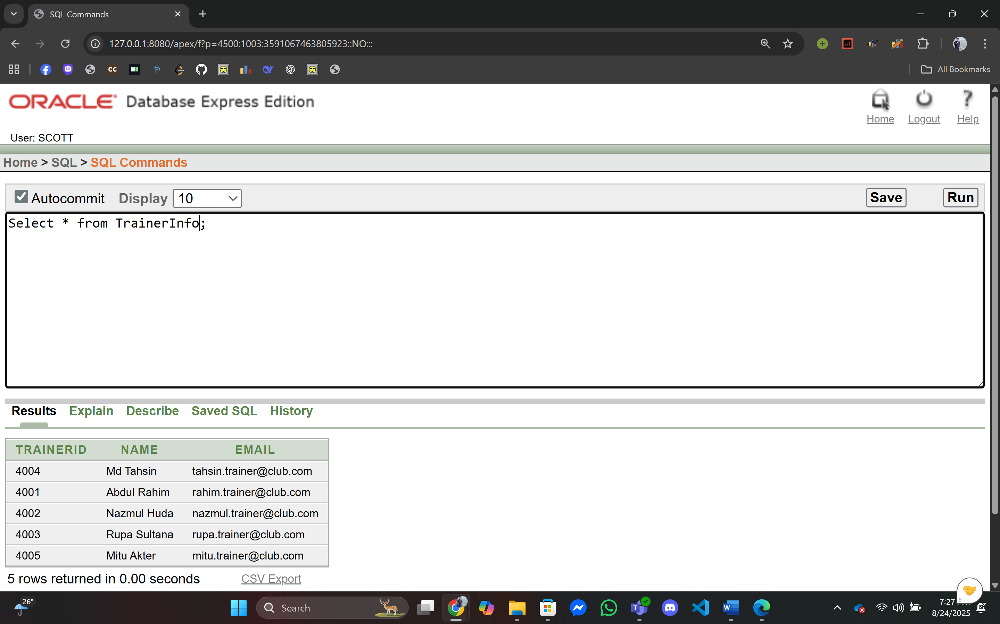 SQL Commands
127.0.0.1:8080/apex/f?p=4500:1003:3591067463805923::NO:::
All Bookmarks
ORACLE Database Express Edition
Home Logout Help
User: SCOTT
Home > SQL > SQL Commands
Autocommit Display 10 Save Run
Select * from TrainerInfo;
Results Explain Describe Saved SQL History
TRAINERID NAME EMAIL
4004 Md Tahsin tahsin.trainer@club.com
4001 Abdul Rahim rahim.trainer@club.com
4002 Nazmul Huda nazmul.trainer@club.com
4003 Rupa Sultana rupa.trainer@club.com
4005 Mitu Akter mitu.trainer@club.com
5 rows returned in 0.00 seconds CSV Export
26° Search 7:27
8/24/2025